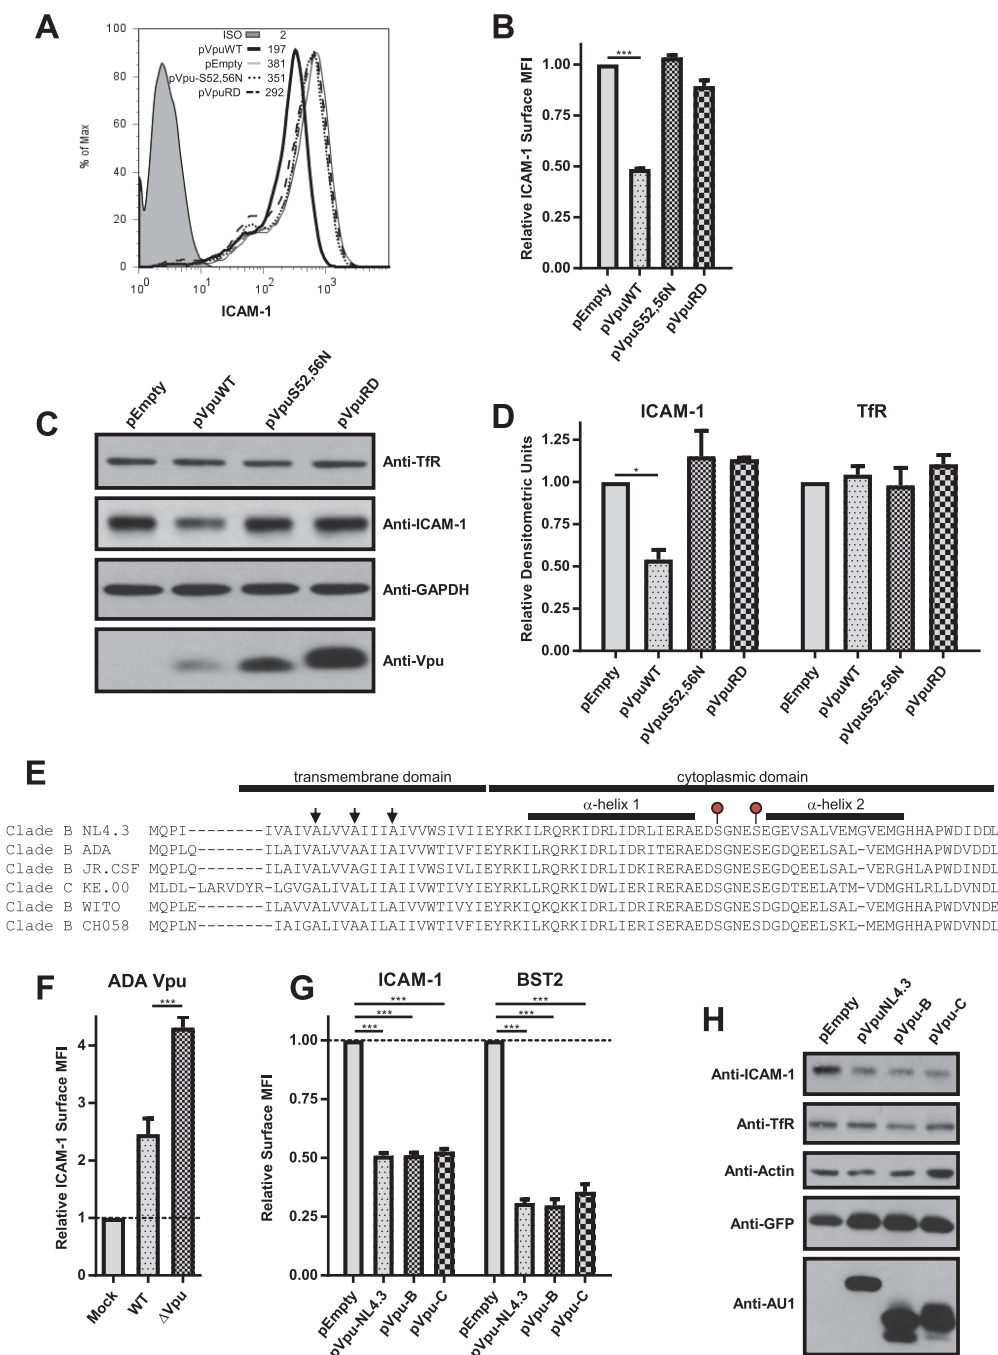 A
100
80
60
40
20
0
% of Max
ISO 2
pVpuWT 197
pEmpty 381
pVpu-S52,56N 351
pVpuRD 292
10^0 10^1 10^2 10^3
ICAM-1
B
Relative ICAM-1 Surface MFI
1.00
0.75
0.50
0.25
0.00
***
pEmpty
pVpuWT
pVpuS52,56N
pVpuRD
C
pEmpty
pVpuWT
pVpuS52,56N
pVpuRD
Anti-TfR
Anti-ICAM-1
Anti-GAPDH
Anti-Vpu
D
ICAM-1 TfR
Relative Densitometric Units
1.25
1.00
0.75
0.50
0.25
0.00
*
pEmpty
pVpuWT
pVpuS52,56N
pVpuRD
pEmpty
pVpuWT
pVpuS52,56N
pVpuRD
E
transmembrane domain cytoplasmic domain
α-helix 1 α-helix 2
Clade B NL4.3 MQPI--------IVAIVALVVAIIIAIVVWSIVIIEYRKILRQRKIDRLIDRLIERAEDSGNESEGEVSALVEMGVEMGHHAPWDIDDL
Clade B ADA MQPLQ-------ILAIVALVVAAIIAIVVWTIVFIEYRKILRQRKIDRLIDRITERAEDSGNESEGDQEELSAL-VEMGHHAPWDVDDL
Clade B JR.CSF MQPLQ-------ILAIVALVVAGIIAIIVWTIVFIEYRKILRQRKIDRLIDKIRERAEDSGNESEGDQEELSAL-VERGHLAPWDINDL
Clade C KE.00 MLDL-LARVDYR-LGVGALIVALIIAIVVWTIVYIEYRKLLRQRKIDWLIERIRERAEDSGNESDGDTEELATM-VDMGHLRLLDVNDL
Clade B WITO MQPLE-------ILAVVALVVALILAIVVWTIVLIEYRKIQKQKKIDRLIDRIRERAEDSGNESDGDQEELSAL-VEMGHHAPWDVNDE
Clade B CH058 MQPLN-------IAIGALIVAAILAIVVWTIVYIEYRKILKQRKIDRLIERISERAEDSGNESDGDQEELSKL-MEMGHHAPWDVNDL
F
ADA Vpu
Relative ICAM-1 Surface MFI
4
3
2
1
0
***
Mock
WT
ΔVpu
G
ICAM-1 BST2
Relative Surface MFI
1.00
0.75
0.50
0.25
0.00
***
***
***
***
***
***
pEmpty
pVpu-NL4.3
pVpu-B
pVpu-C
pEmpty
pVpu-NL4.3
pVpu-B
pVpu-C
H
pEmpty
pVpuNL4.3
pVpu-B
pVpu-C
Anti-ICAM-1
Anti-TfR
Anti-Actin
Anti-GFP
Anti-AU1